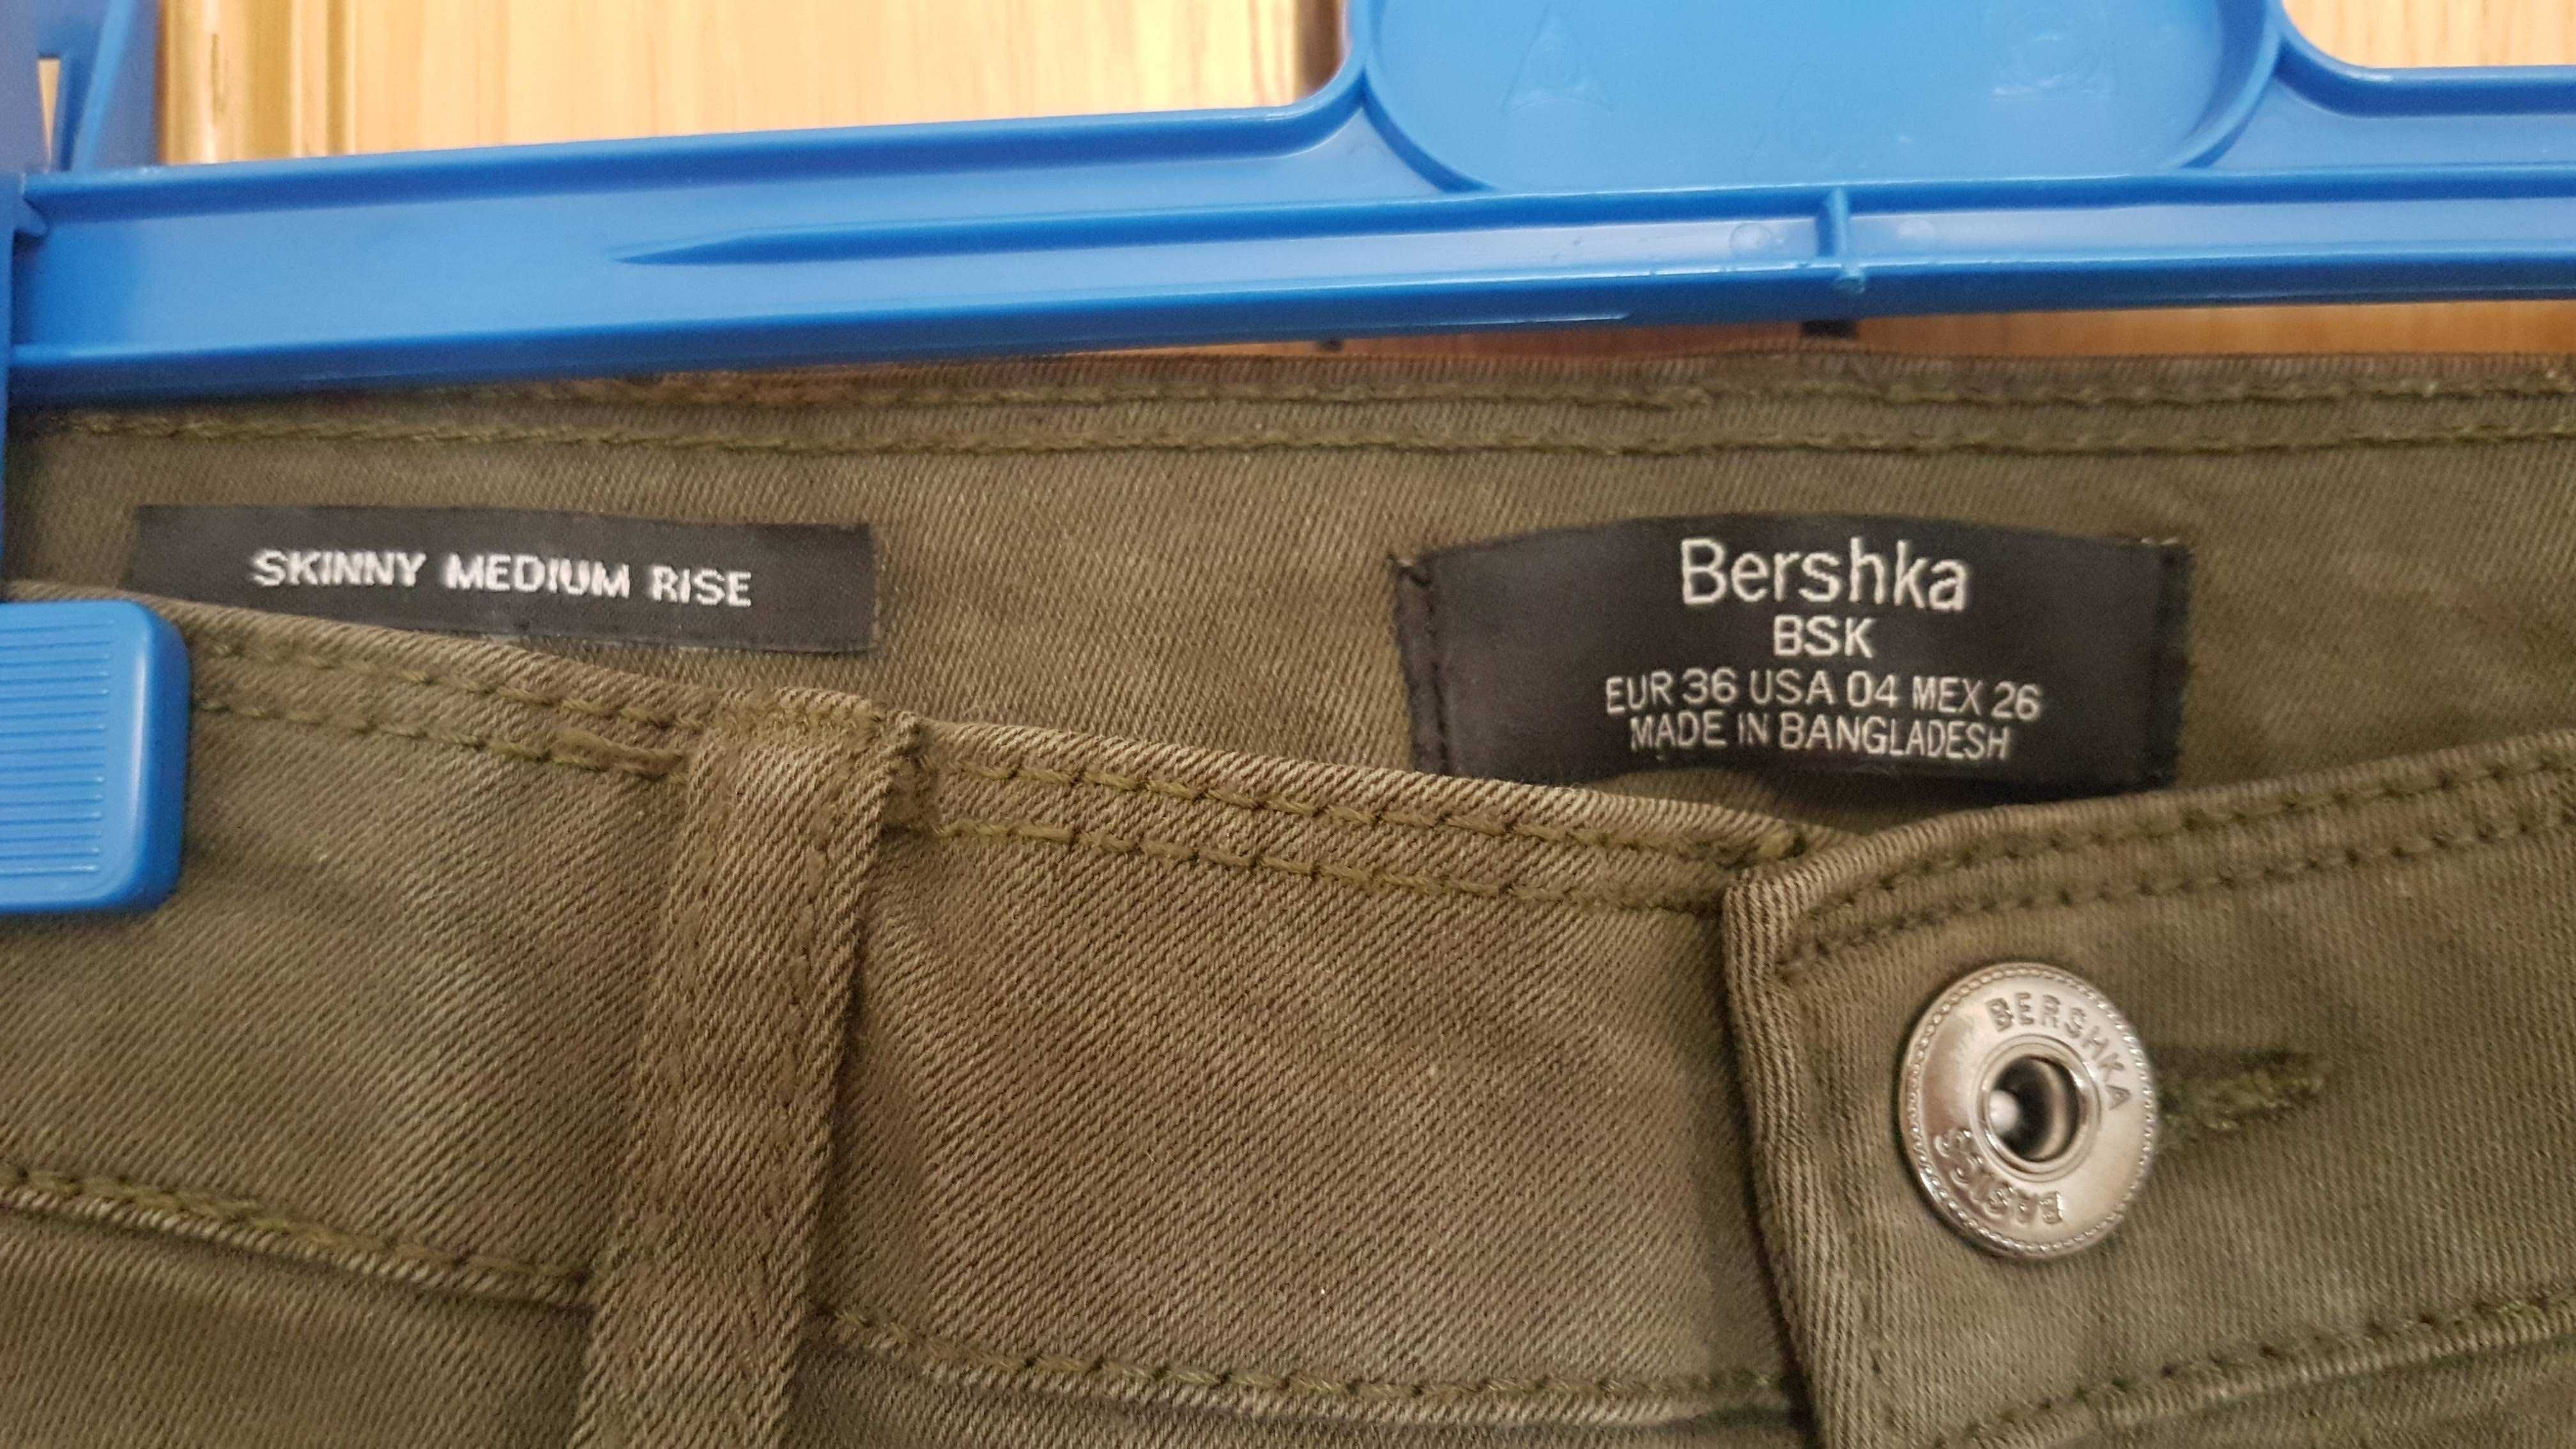 SKINNY MEDIUM RISE
Bershka
BSK
EUR 36 USA 04 MEX 26
MADE IN BANGLADESH
BERSHKA
BASICS